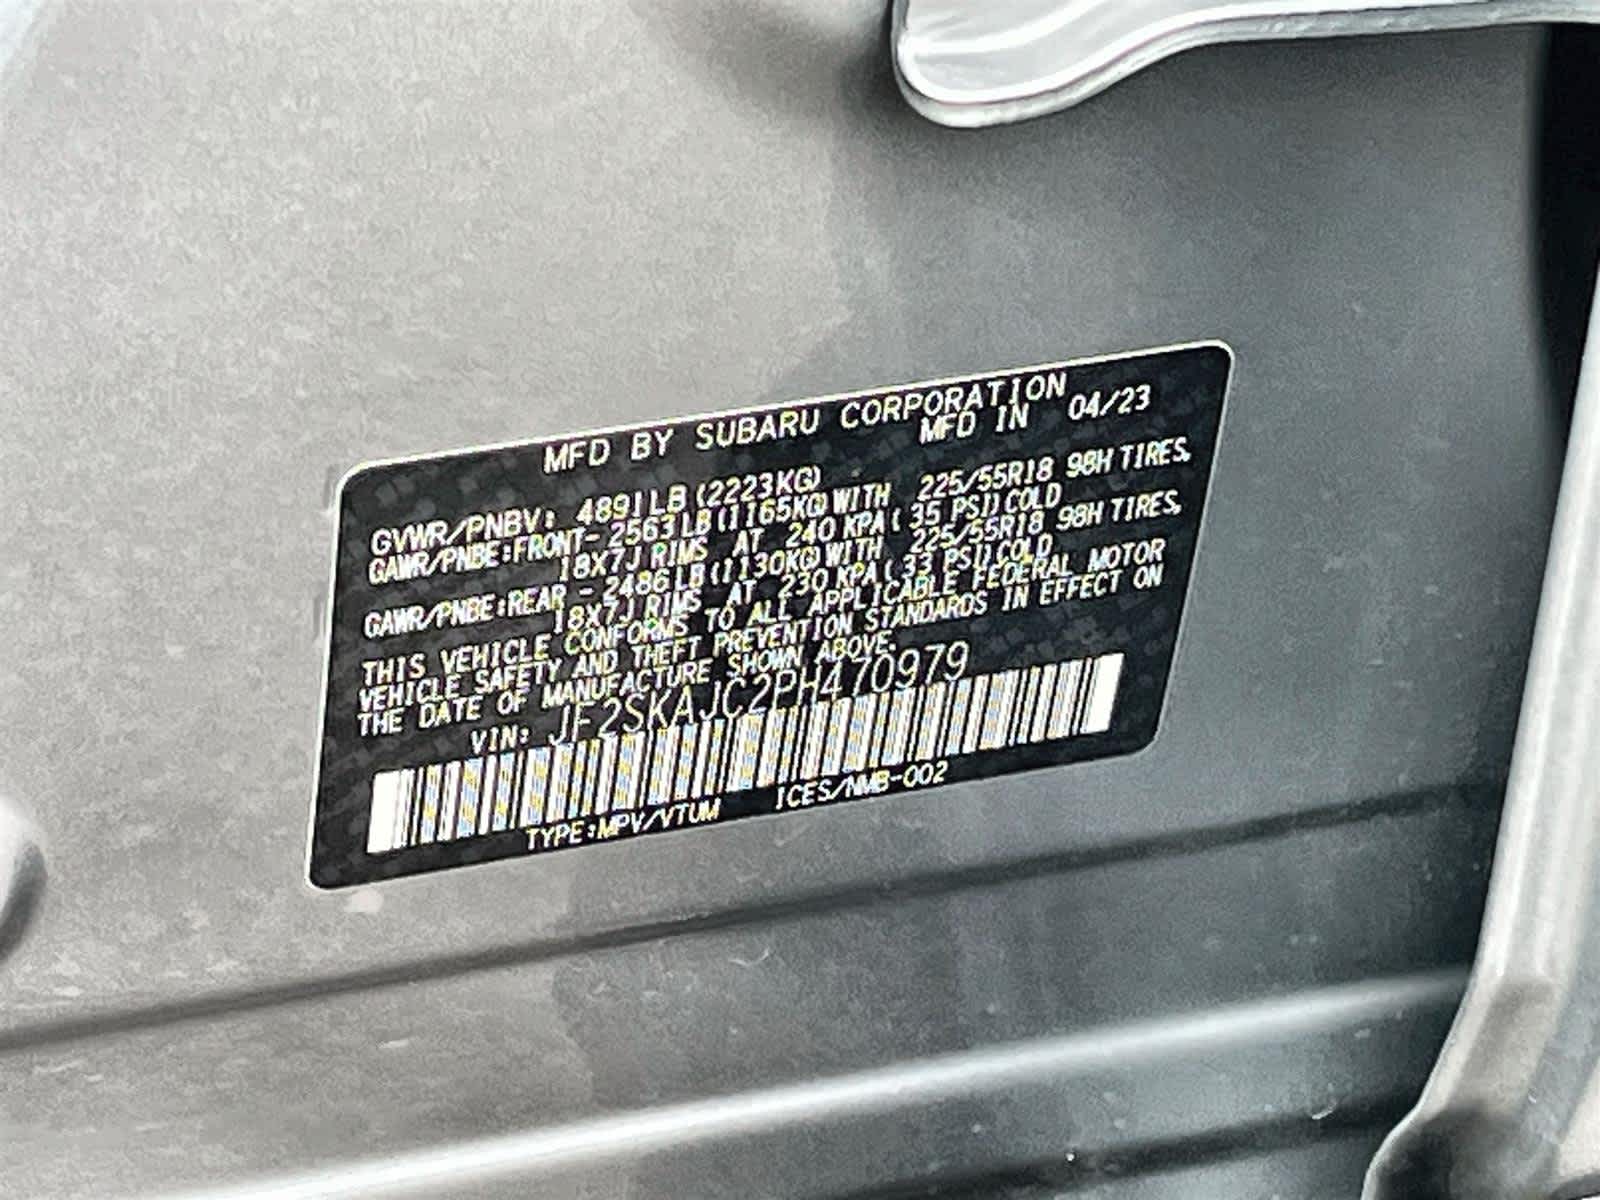 MFD BY SUBARU CORPORATION
MFD IN 04/23
GVWR/PNBV: 4891LB(2223KG)
GAWR/PNBE:FRONT- 2563LB(1165KG)WITH 225/55R18 98H TIRES,
18X7J RIMS AT 240 KPA( 35 PSI)COLD
GAWR/PNBE:REAR - 2486LB(1130KG)WITH 225/55R18 98H TIRES,
18X7J RIMS AT 230 KPA( 33 PSI)COLD
THIS VEHICLE CONFORMS TO ALL APPLICABLE FEDERAL MOTOR
VEHICLE SAFETY AND THEFT PREVENTION STANDARDS IN EFFECT ON
THE DATE OF MANUFACTURE SHOWN ABOVE.
VIN: JF2SKAJC2PH470979
TYPE:MPV/VTUM ICES/NMB-002